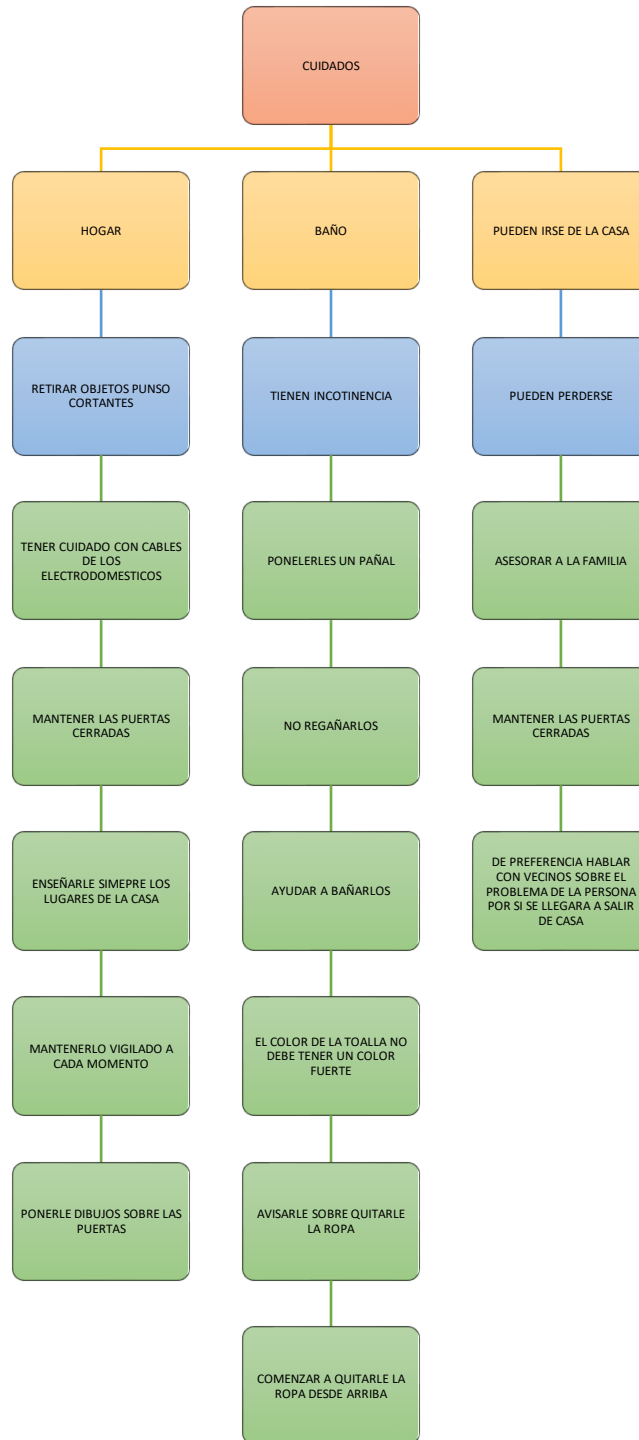 CUIDADOS
HOGAR
BAÑO
PUEDEN IRSE DE LA CASA
RETIRAR OBJETOS PUNSO
CORTANTES
TIENEN INCOTINENCIA
PUEDEN PERDERSE
TENER CUIDADO CON CABLES
DE LOS
ELECTRODOMESTICOS
PONELERLES UN PAÑAL
ASESORAR A LA FAMILIA
MANTENER LAS PUERTAS
CERRADAS
NO REGAÑARLOS
MANTENER LAS PUERTAS
CERRADAS
ENSEÑARLE SIMEPRE LOS
LUGARES DE LA CASA
AYUDAR A BAÑARLOS
DE PREFERENCIA HABLAR
CON VECINOS SOBRE EL
PROBLEMA DE LA PERSONA
POR SI SE LLEGARA A SALIR
DE CASA
MANTENERLO VIGILADO A
CADA MOMENTO
EL COLOR DE LA TOALLA NO
DEBE TENER UN COLOR
FUERTE
PONERLE DIBUJOS SOBRE LAS
PUERTAS
AVISARLE SOBRE QUITARLE
LA ROPA
COMENZAR A QUITARLE LA
ROPA DESDE ARRIBA